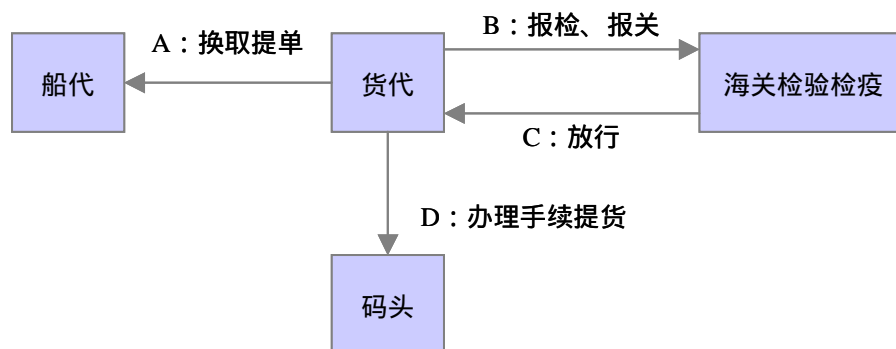 B：报检、报关
A：换取提单
船代
货代
海关检验检疫
C：放行
D：办理手续提货
码头